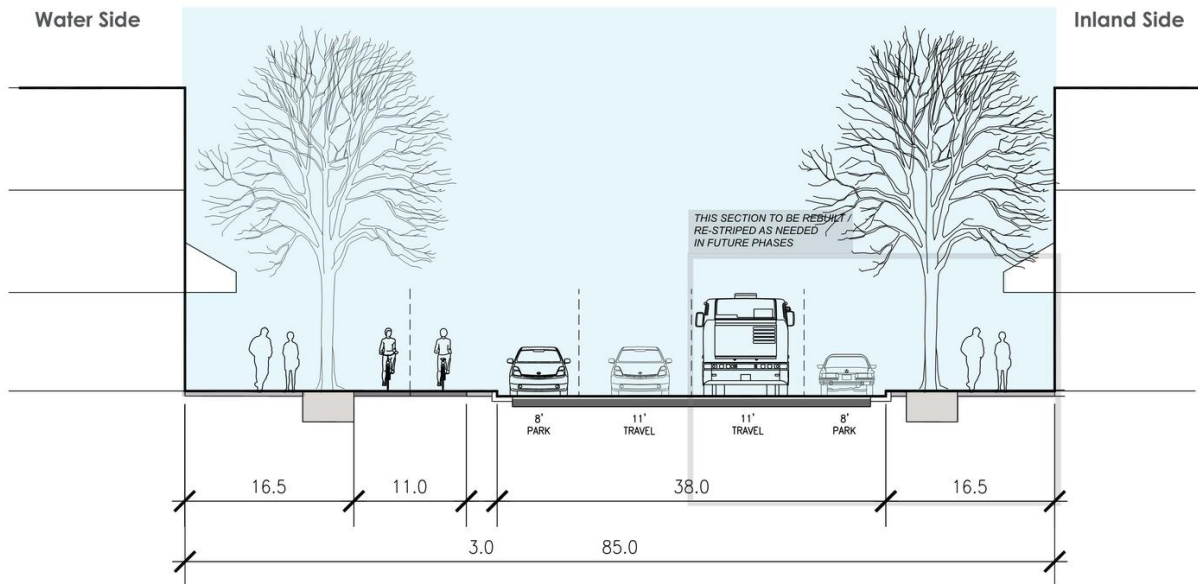 Water Side
Inland Side
THIS SECTION TO BE REBUILT /
RE-STRIPED AS NEEDED
IN FUTURE PHASES
8'
PARK
11'
TRAVEL
11'
TRAVEL
8'
PARK
16.5
11.0
38.0
16.5
3.0
85.0